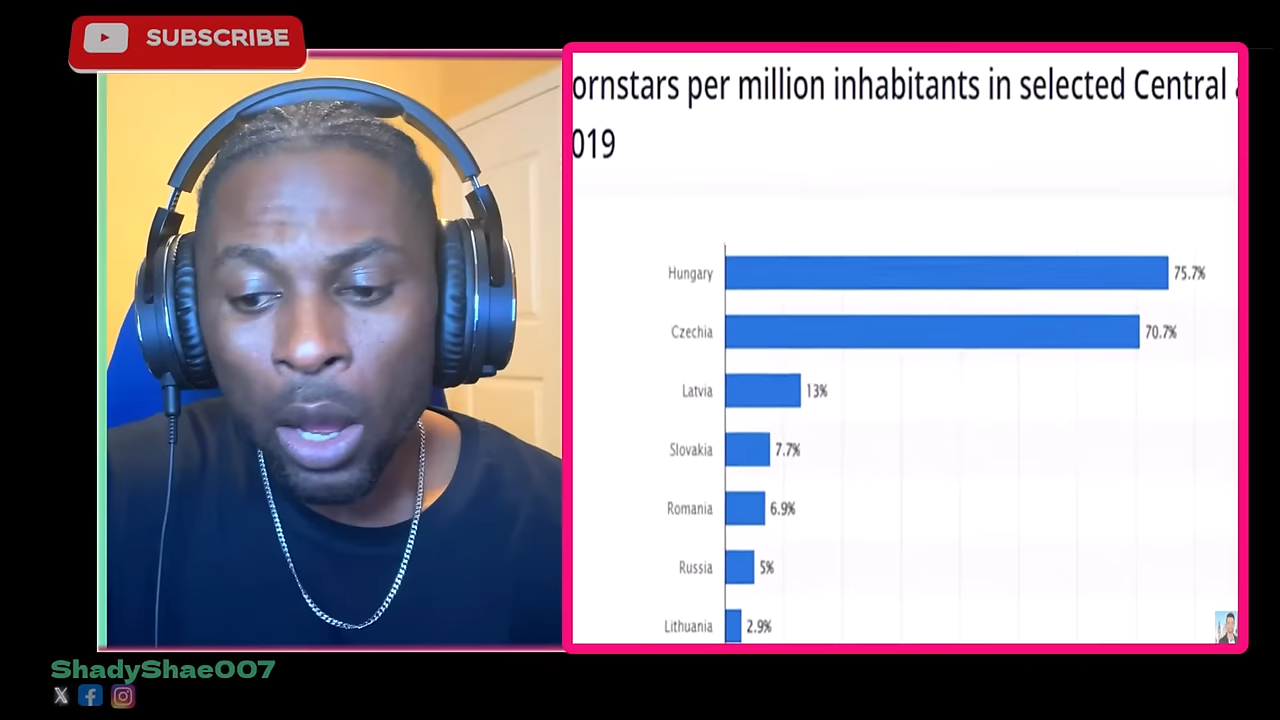 SUBSCRIBE
ornstars per million inhabitants in selected Central
019
Hungary 75.7%
Czechia 70.7%
Latvia 13%
Slovakia 7.7%
Romania 6.9%
Russia 5%
Lithuania 2.9%
ShadyShae007